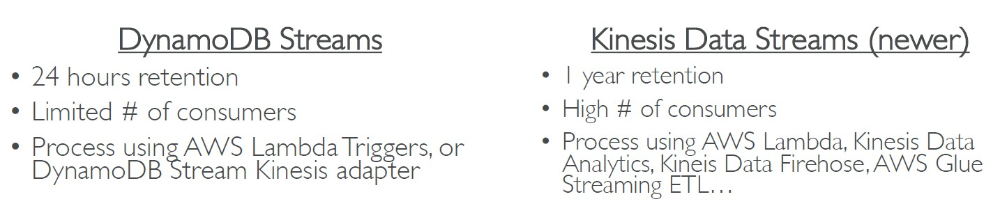 DynamoDB Streams
• 24 hours retention
• Limited # of consumers
• Process using AWS Lambda Triggers, or
DynamoDB Stream Kinesis adapter
Kinesis Data Streams (newer)
• 1 year retention
• High # of consumers
• Process using AWS Lambda, Kinesis Data
Analytics, Kineis Data Firehose, AWS Glue
Streaming ETL…